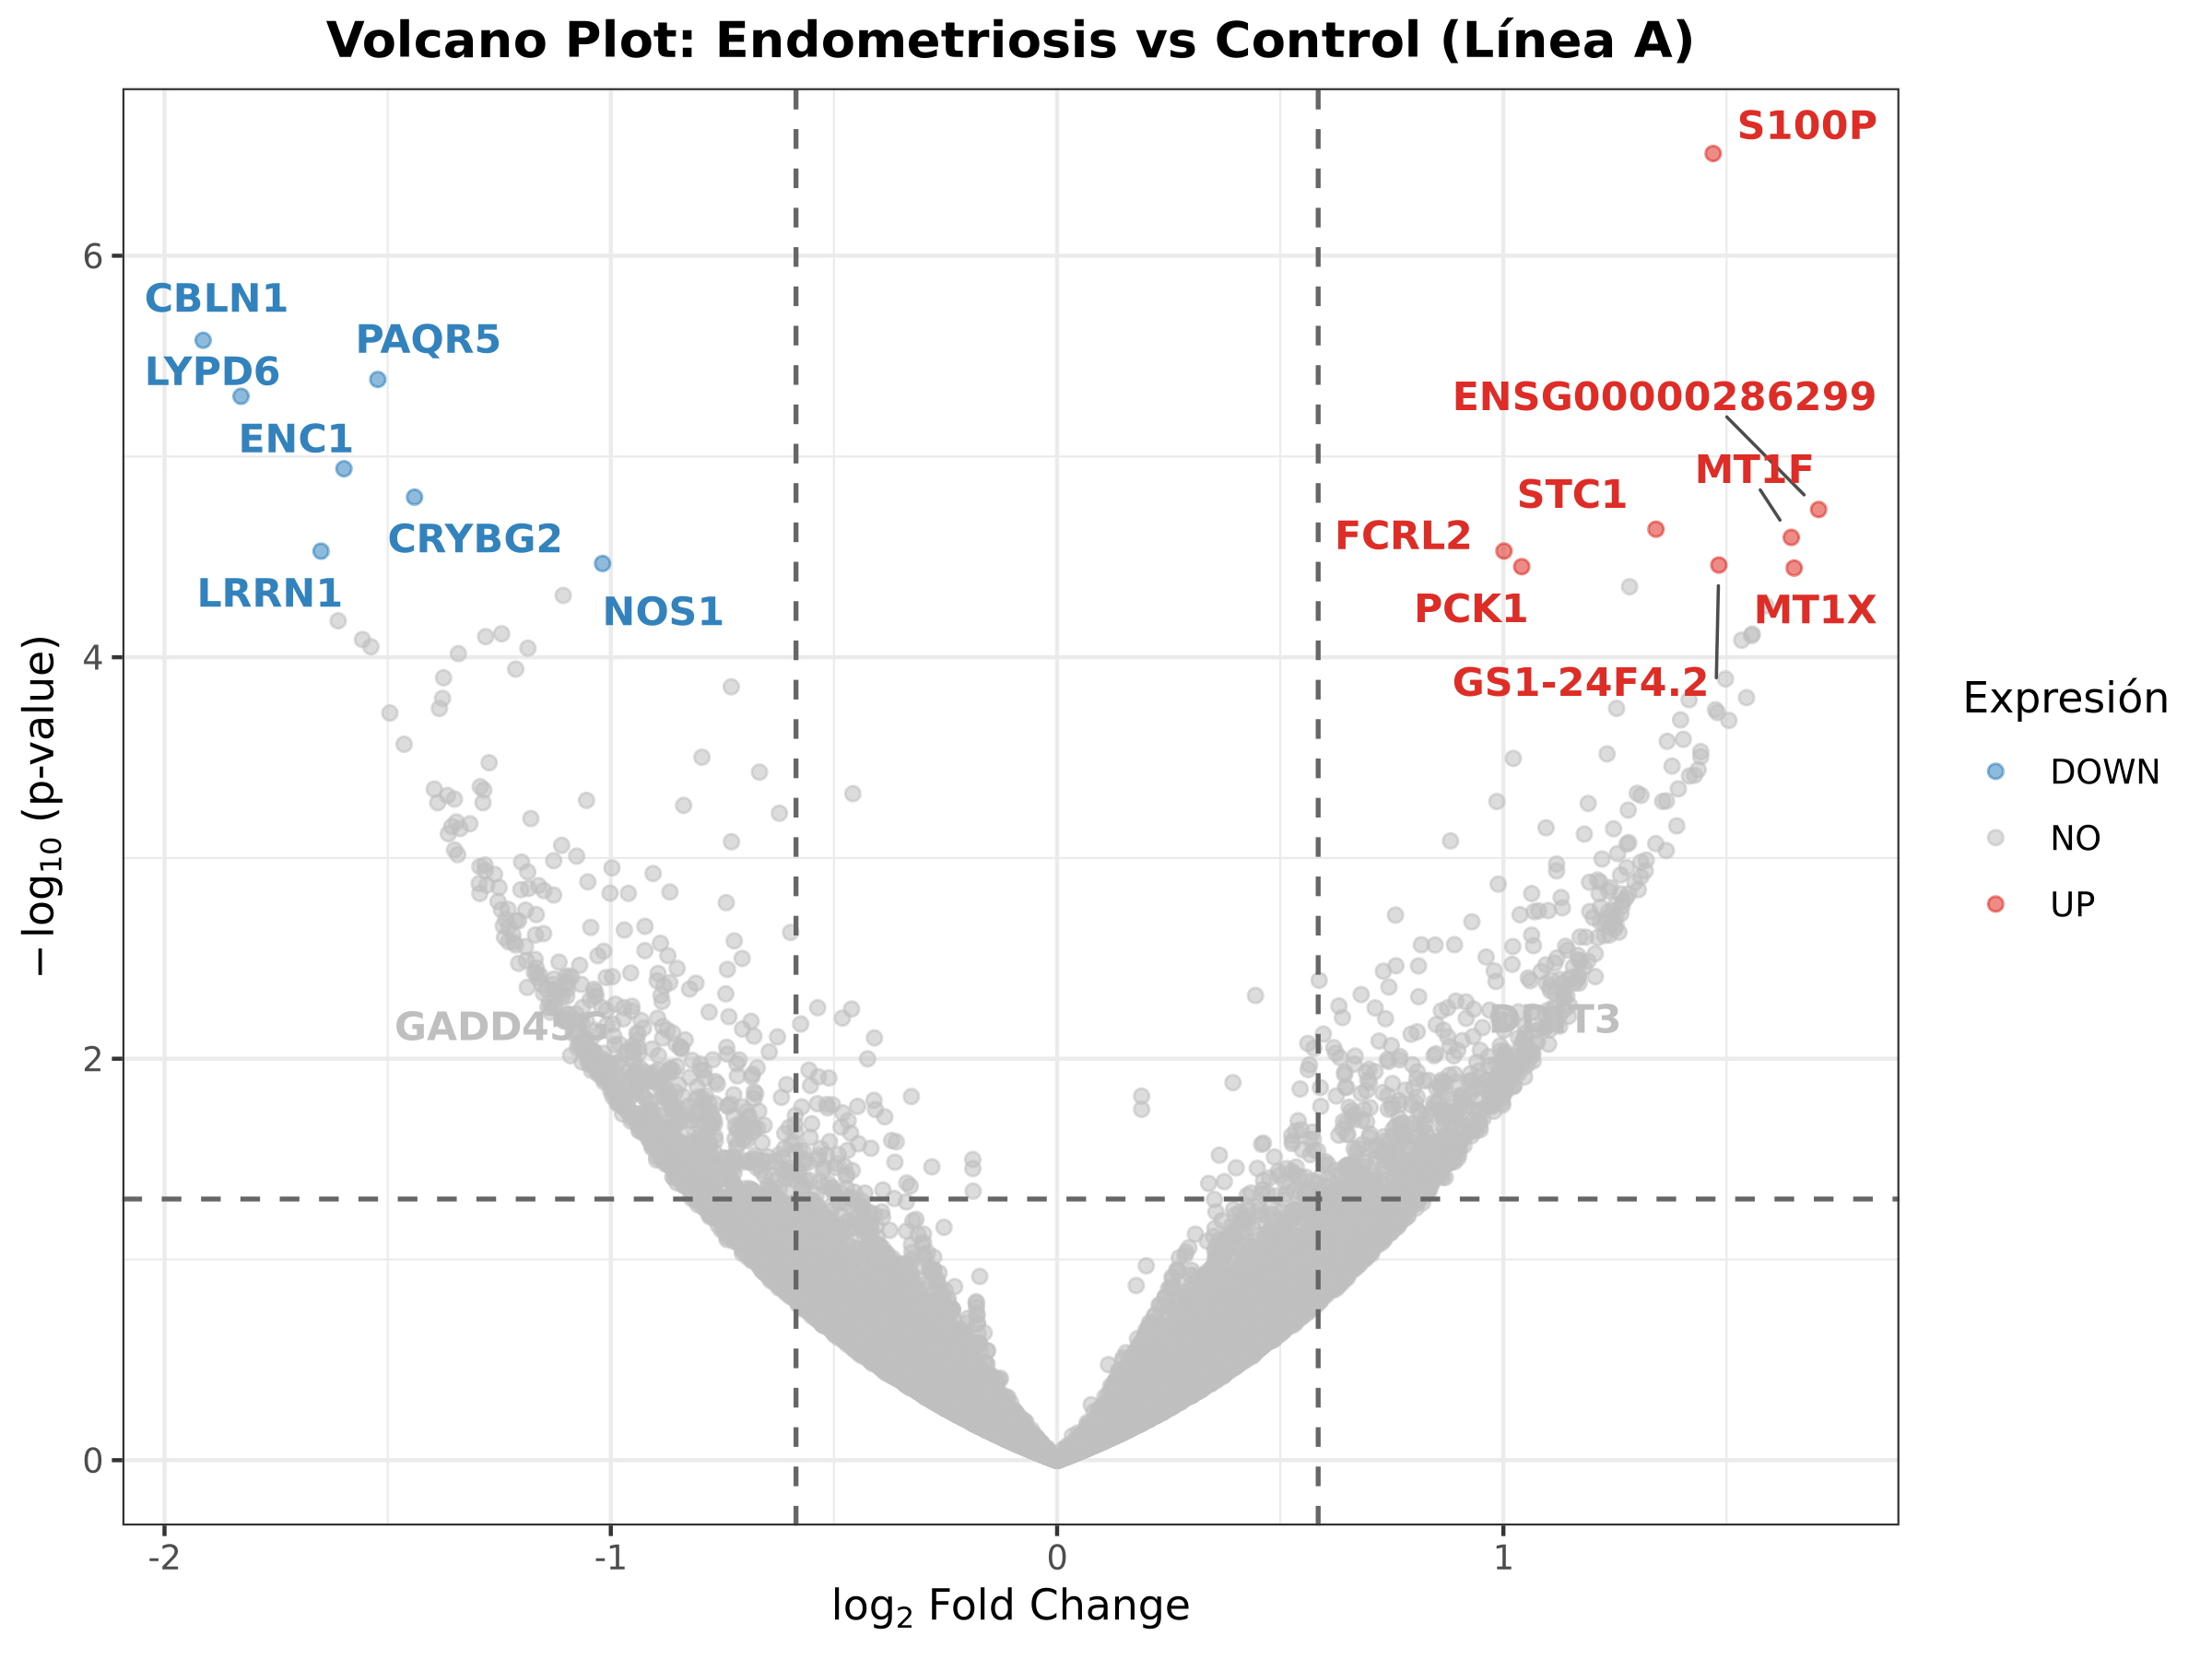 Volcano Plot: Endometriosis vs Control (Línea A)
S100P
6
CBLN1
PAQR5
LYPD6
ENSG00000286299
ENC1
MT1F
STC1
CRYBG2
FCRL2
LRRN1
NOS1
PCK1
MT1X
4
GS1-24F4.2
− log10 (p-value)
Expresión
DOWN
NO
UP
2
0
-2
-1
0
1
log2 Fold Change